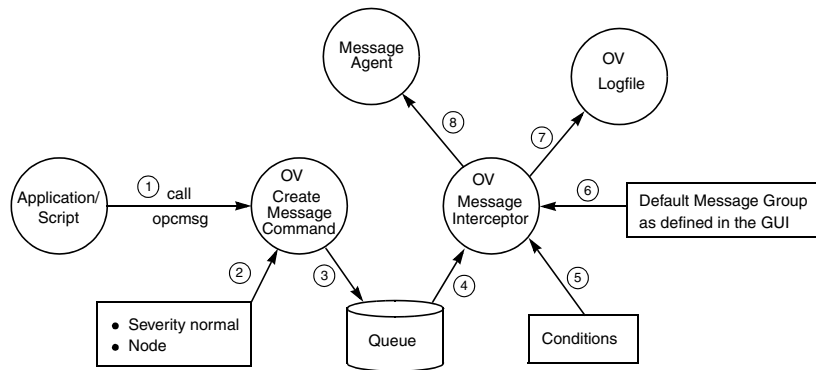 Message
Agent
OV
Logfile
8
7
Application/
Script
1
call
opcmsg
OV
Create
Message
Command
OV
Message
Interceptor
6
Default Message Group
as defined in the GUI
2
3
4
5
● Severity normal
● Node
Queue
Conditions